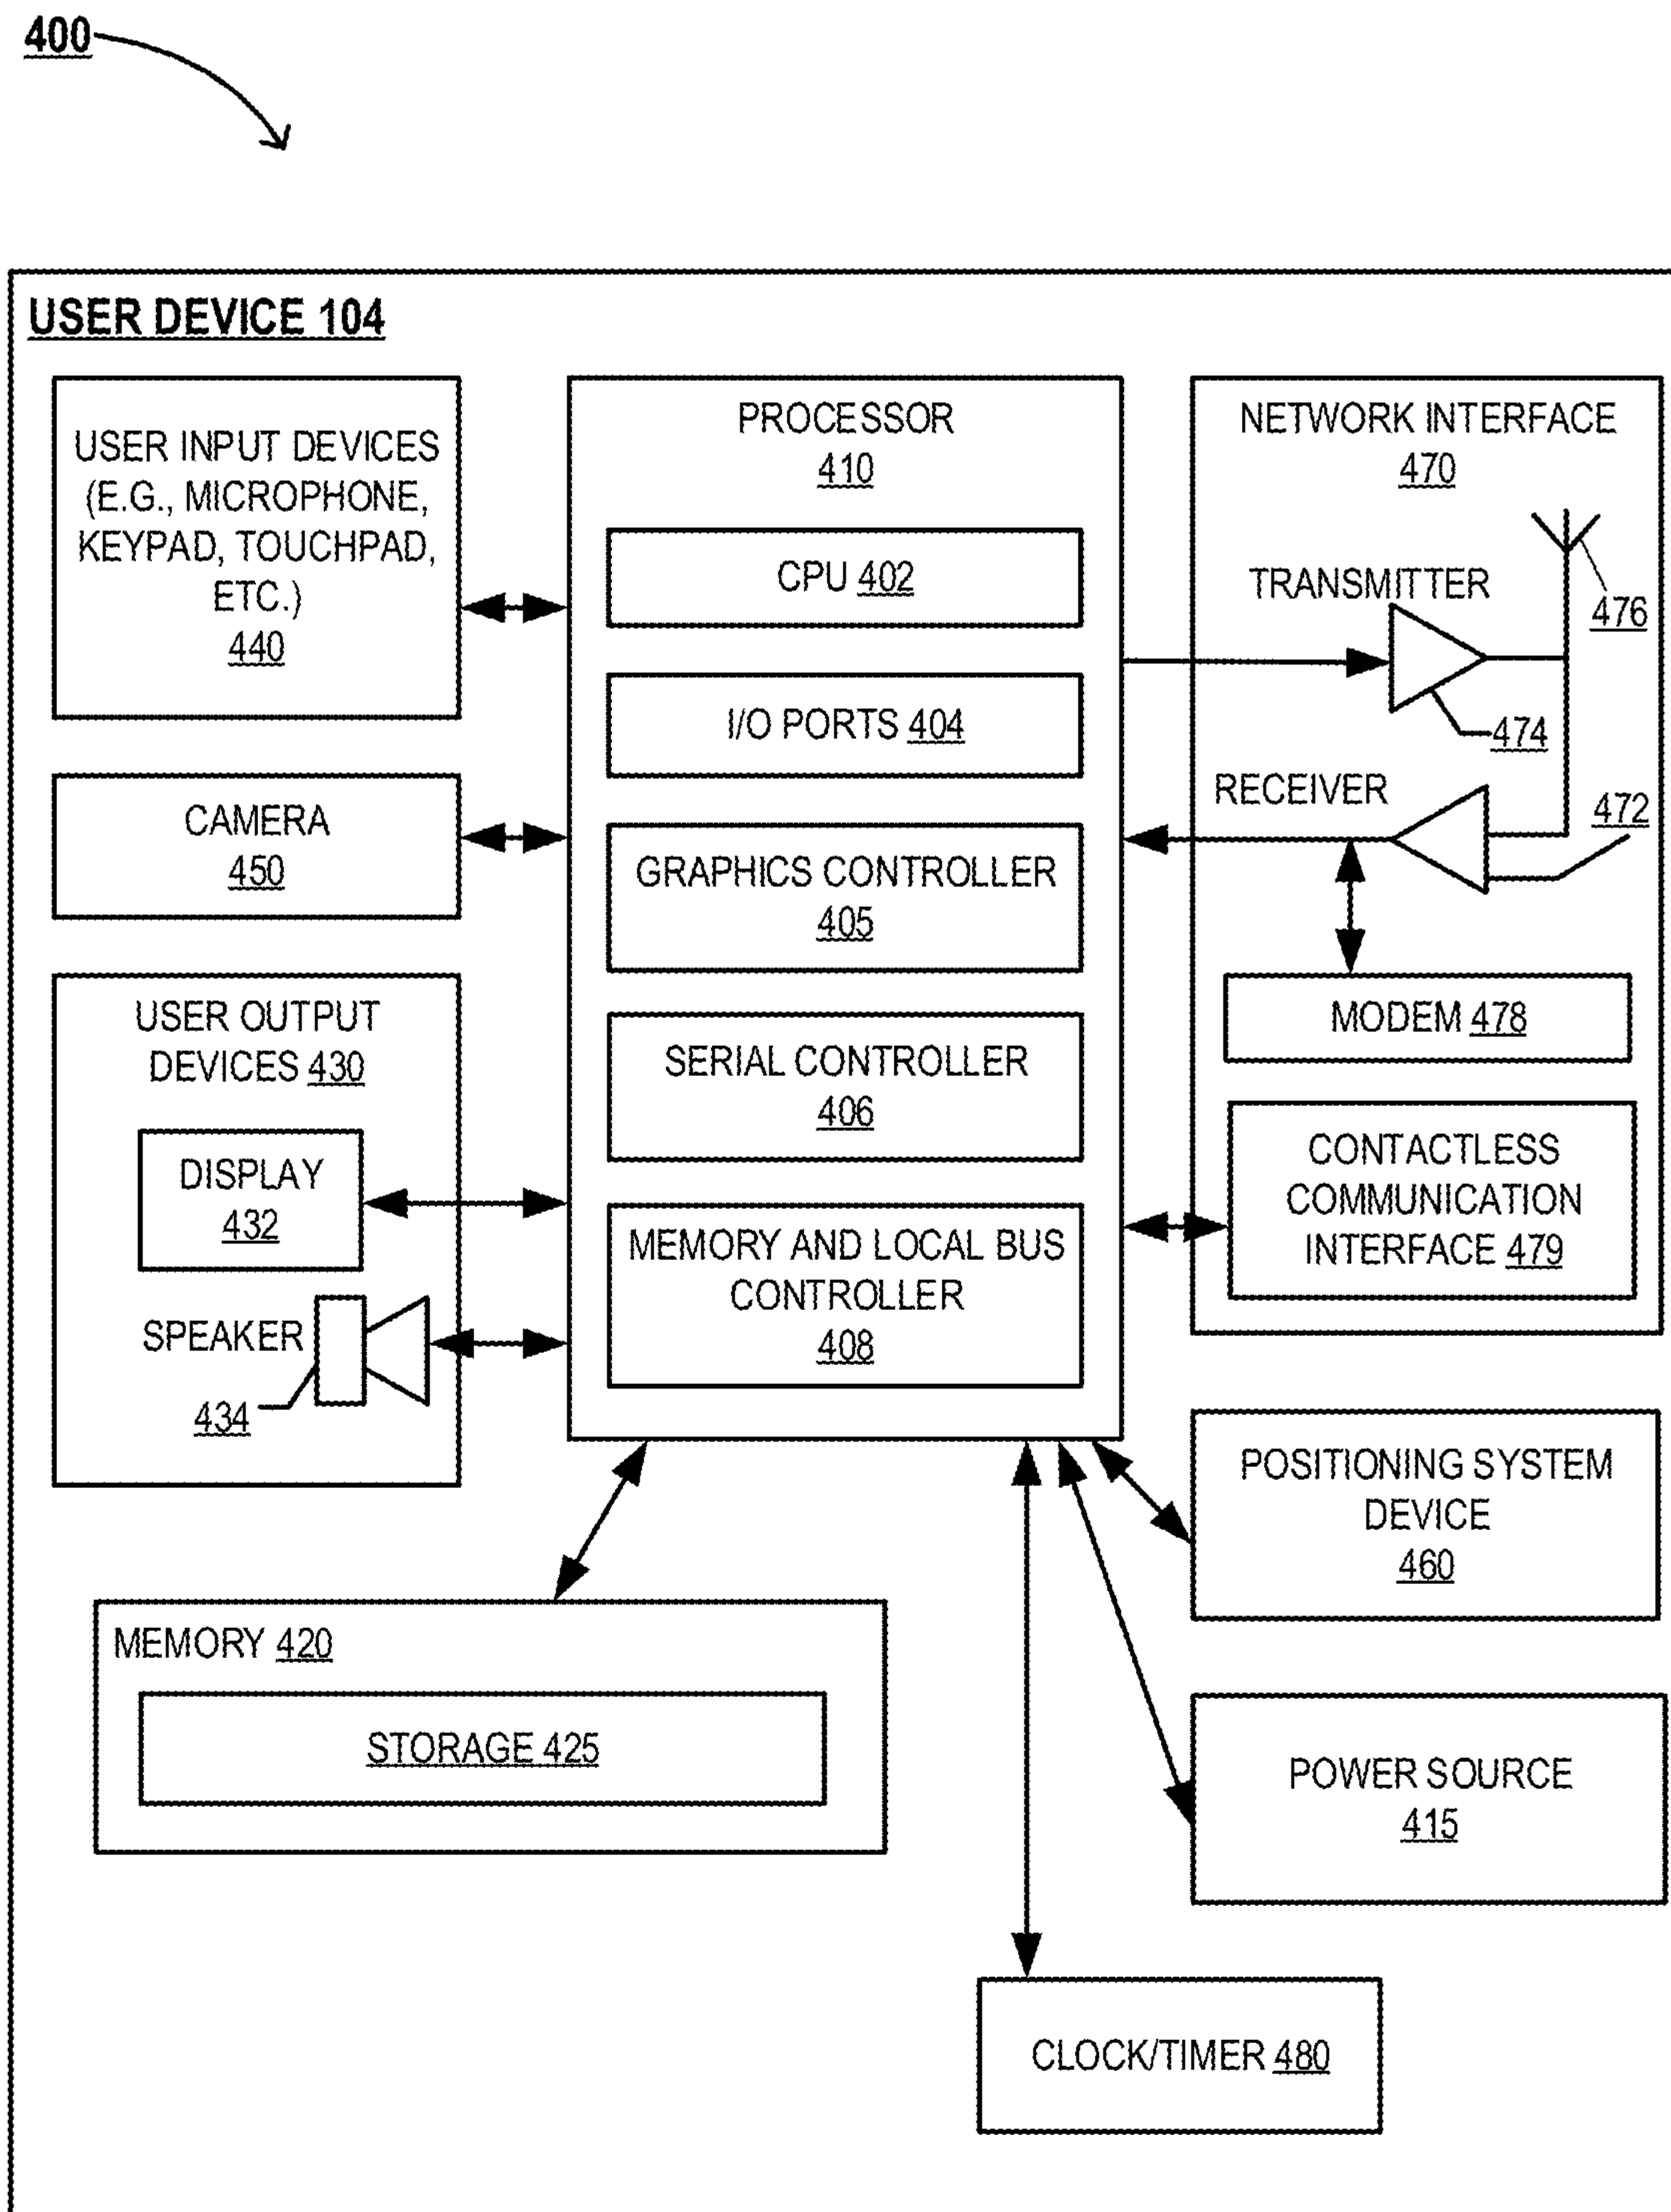 400
USER DEVICE 104
USER INPUT DEVICES
(E.G., MICROPHONE,
KEYPAD, TOUCHPAD,
ETC.)
440
CAMERA
450
USER OUTPUT
DEVICES 430
DISPLAY
432
SPEAKER
434
PROCESSOR
410
CPU 402
I/O PORTS 404
GRAPHICS CONTROLLER
405
SERIAL CONTROLLER
406
MEMORY AND LOCAL BUS
CONTROLLER
408
NETWORK INTERFACE
470
TRANSMITTER
476
474
RECEIVER
472
MODEM 478
CONTACTLESS
COMMUNICATION
INTERFACE 479
POSITIONING SYSTEM
DEVICE
460
MEMORY 420
STORAGE 425
POWER SOURCE
415
CLOCK/TIMER 480